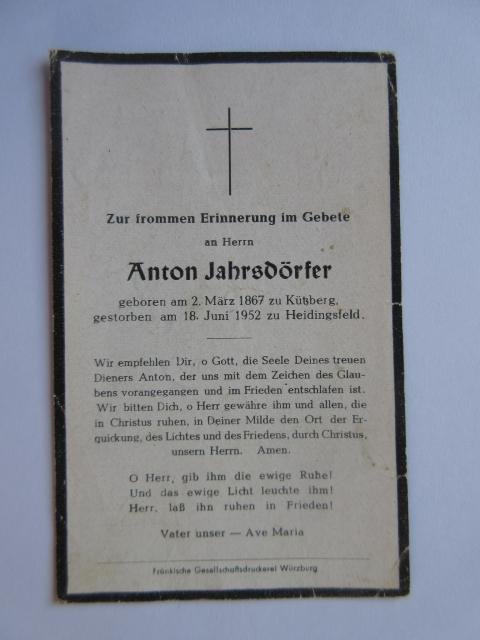 Zur frommen Erinnerung im Gebete
an Herrn
Anton Jahrsdörfer
geboren am 2. März 1867 zu Kützberg,
gestorben am 18. Juni 1952 zu Heidingsfeld.
Wir empfehlen Dir, o Gott, die Seele Deines treuen
Dieners Anton, der uns mit dem Zeichen des Glau-
bens vorangegangen und im Frieden entschlafen ist.
Wir bitten Dich, o Herr gewähre ihm und allen, die
in Christus ruhen, in Deiner Milde den Ort der Er-
quickung, des Lichtes und des Friedens, durch Christus,
unsern Herrn. Amen.
O Herr, gib ihm die ewige Ruhe!
Und das ewige Licht leuchte ihm!
Herr, laß ihn ruhen in Frieden!
Vater unser — Ave Maria
Fränkische Gesellschaftsdruckerei Würzburg